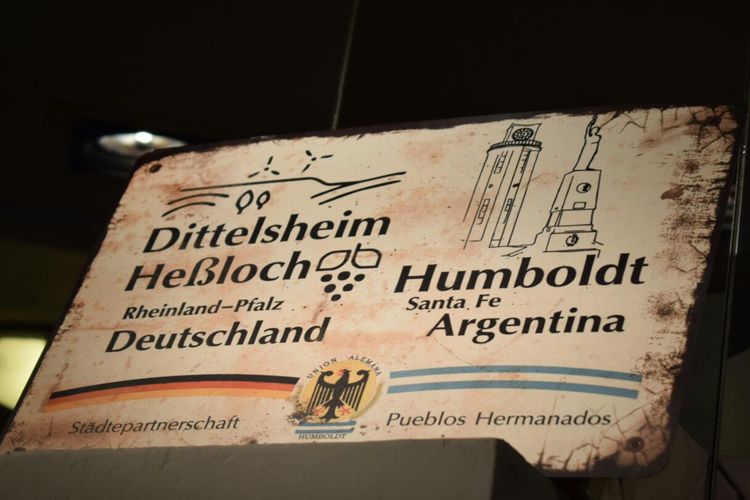 Dittelsheim
Heßloch
Rheinland-Pfalz
Deutschland
Humboldt
Santa Fe
Argentina
UNION ALEMANA
HUMBOLDT
Städtepartnerschaft
Pueblos Hermanados